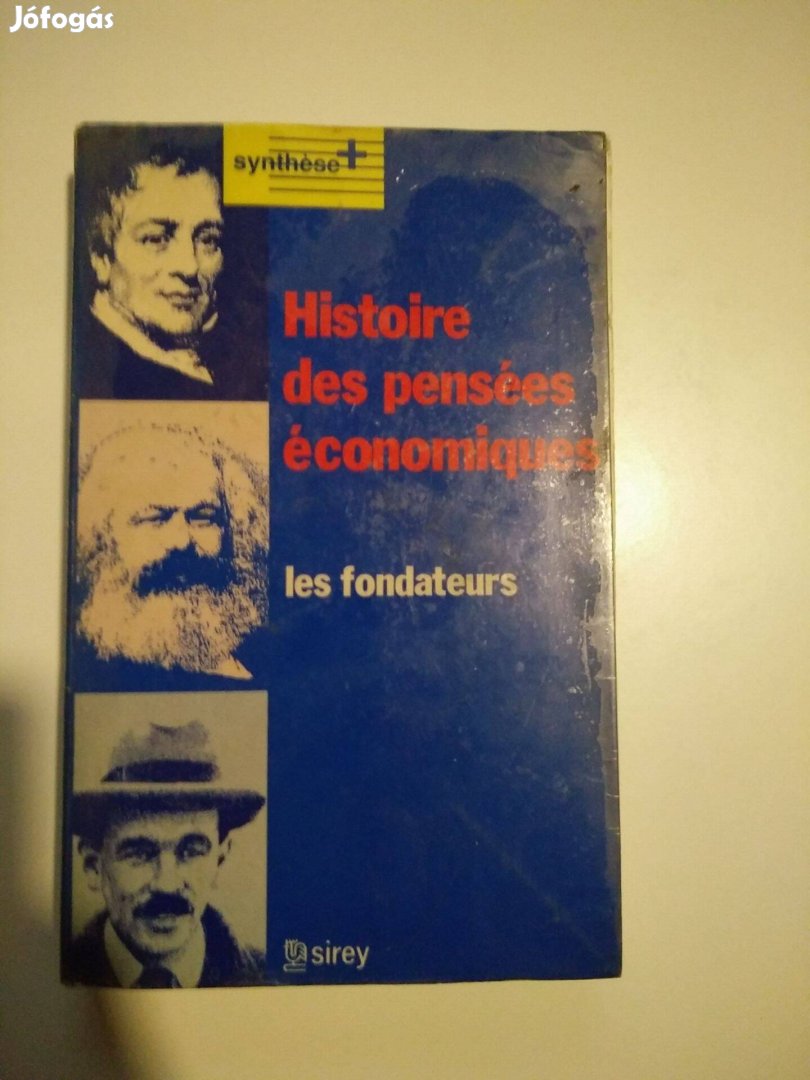 Jófogás
synthèse+
Histoire
des pensées
économiques
les fondateurs
sirey